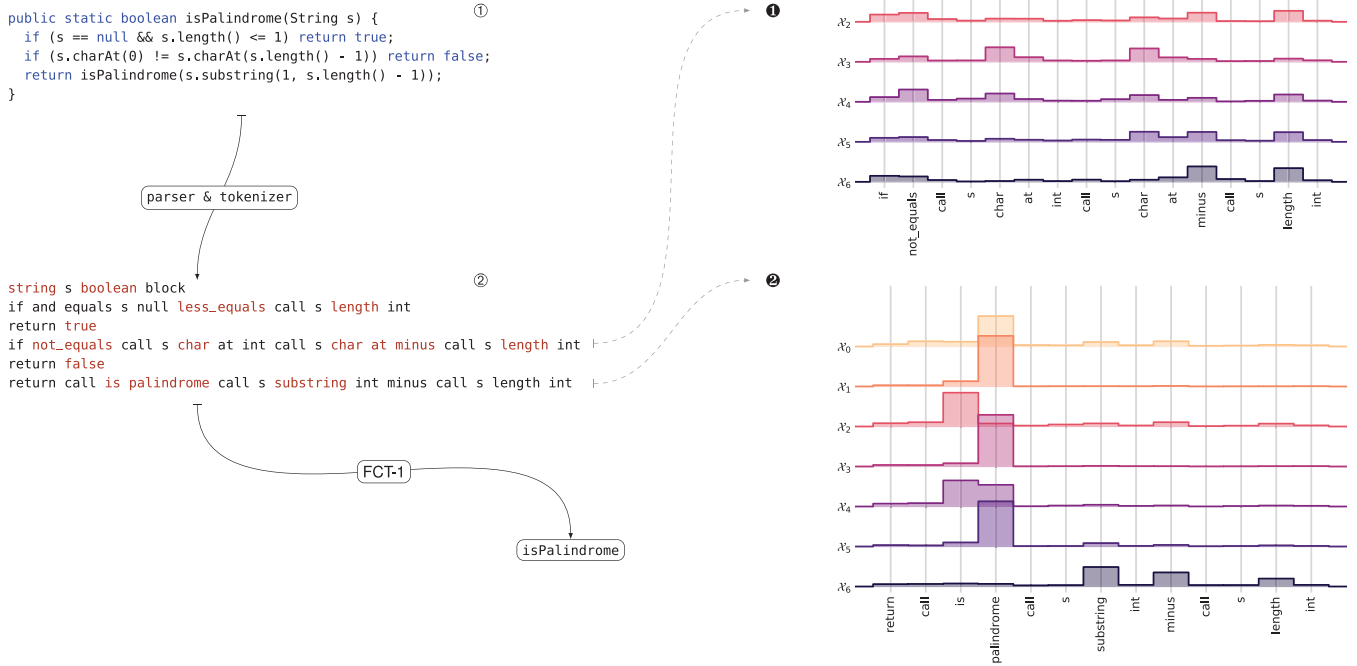 public static boolean isPalindrome(String s) { ①
if (s == null && s.length() <= 1) return true;
if (s.charAt(0) != s.charAt(s.length() - 1)) return false;
return isPalindrome(s.substring(1, s.length() - 1));
}
parser & tokenizer
string s boolean block ②
if and equals s null less_equals call s length int
return true
if not_equals call s char at int call s char at minus call s length int
return false
return call is palindrome call s substring int minus call s length int
FCT-1
isPalindrome
❶
x₂
x₃
x₄
x₅
x₆
if
not_equals
call
s
char
at
int
call
s
char
at
minus
call
s
length
int
❷
x₀
x₁
x₂
x₃
x₄
x₅
x₆
return
call
is
palindrome
call
s
substring
int
minus
call
s
length
int